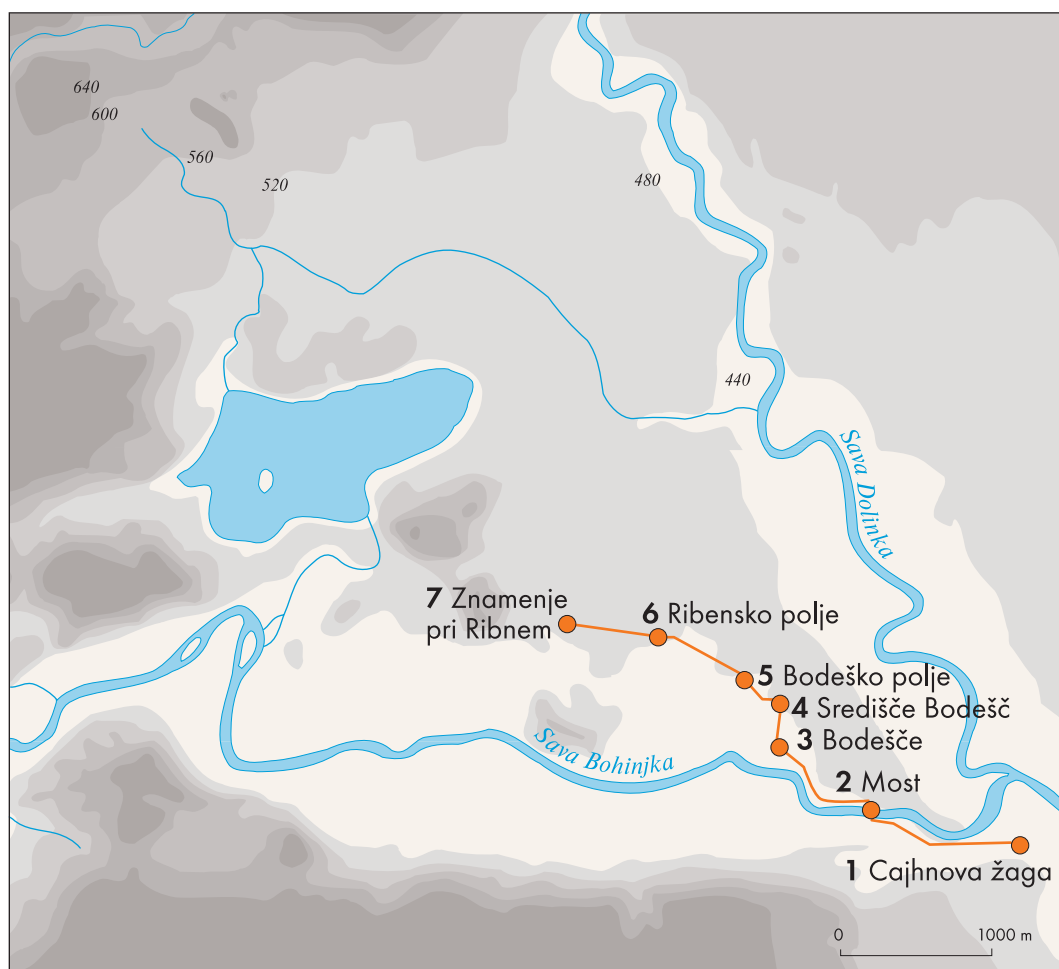 640
600
560
520
480
440
Sava Dolinka
7 Znamenje
pri Ribnem
6 Ribensko polje
5 Bodeško polje
4 Središče Bodešč
3 Bodešče
Sava Bohinjka
2 Most
1 Cajhnova žaga
0 1000 m